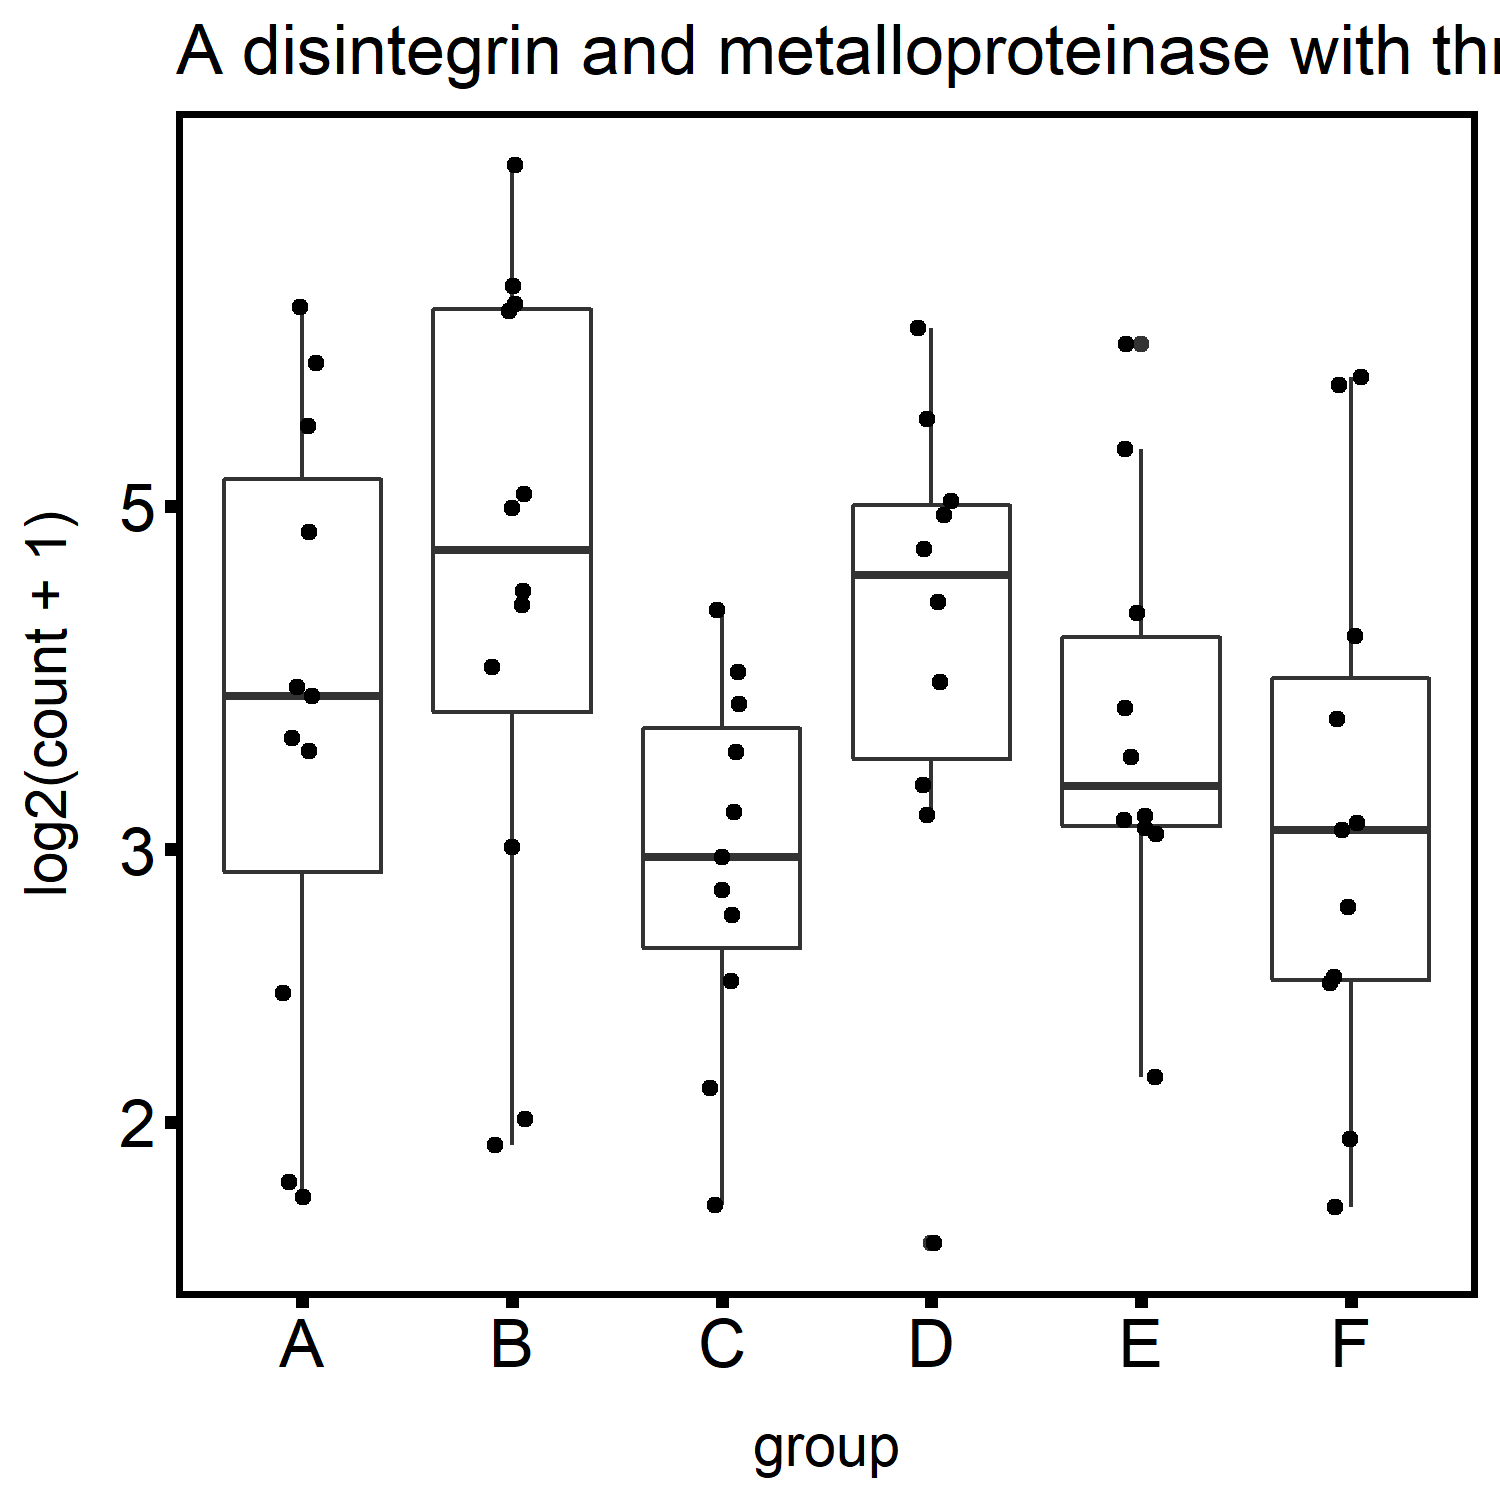 A disintegrin and metalloproteinase with thr
log2(count + 1)
5
3
2
A B C D E F
group